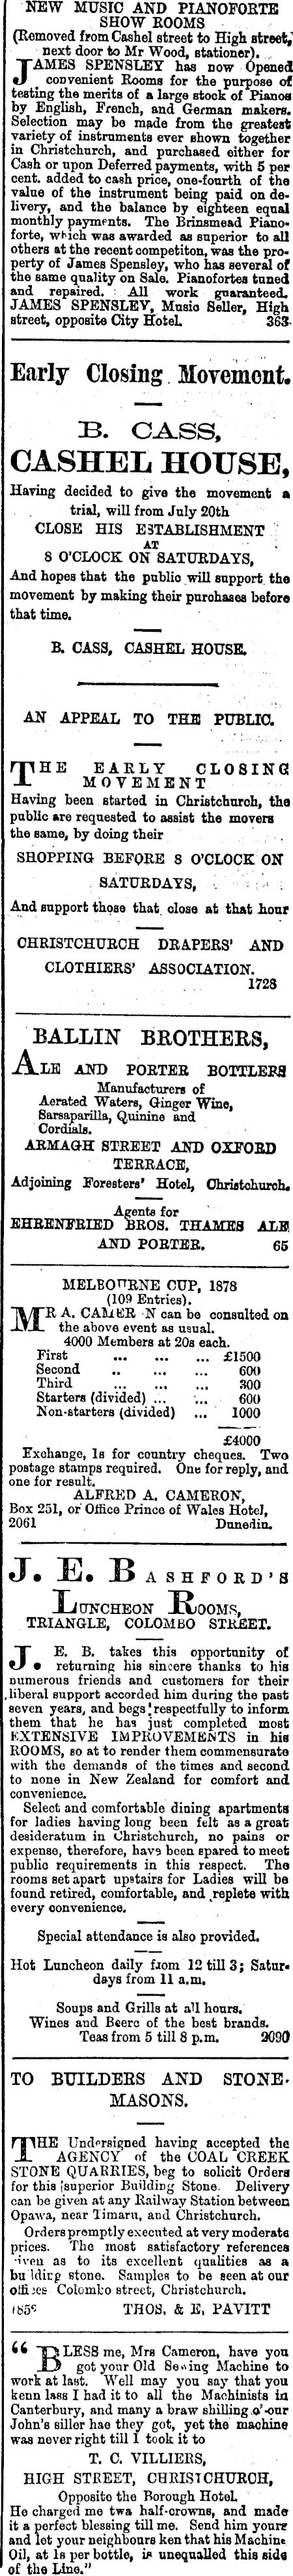 NEW MUSIC AND PIANOFORTE
SHOW ROOMS
(Removed from Cashel street to High street,
next door to Mr Wood, stationer).
JAMES SPENSLEY has now Opened
convenient Rooms for the purpose of
testing the merits of a large stock of Pianos
by English, French, and German makers.
Selection may be made from the greatest
variety of instruments ever shown together
in Christchurch, and purchased either for
Cash or upon Deferred payments, with 5 per
cent. added to cash price, one-fourth of the
value of the instrument being paid on de-
livery, and the balance by eighteen equal
monthly payments. The Brinsmead Piano-
forte, which was awarded as superior to all
others at the recent competiton, was the pro-
perty of James Spensley, who has several of
the same quality on Sale. Pianofortes tuned
and repaired. All work guaranteed.
JAMES SPENSLEY, Music Seller, High
street, opposite City Hotel. 363
Early Closing Movement.
B. CASS,
CASHEL HOUSE,
Having decided to give the movement a
trial, will from July 20th
CLOSE HIS ESTABLISHMENT
AT
8 O'CLOCK ON SATURDAYS,
And hopes that the public will support the
movement by making their purchases before
that time.
B. CASS, CASHEL HOUSE.
AN APPEAL TO THE PUBLIC.
THE EARLY CLOSING
MOVEMENT
Having been started in Christchurch, the
public are requested to assist the movers
the same, by doing their
SHOPPING BEFORE 8 O'CLOCK ON
SATURDAYS,
And support those that close at that hour
CHRISTCHURCH DRAPERS' AND
CLOTHIERS' ASSOCIATION.
1728
BALLIN BROTHERS,
ALE AND PORTER BOTTLERS
Manufacturers of
Aerated Waters, Ginger Wine,
Sarsaparilla, Quinine and
Cordials.
ARMAGH STREET AND OXFORD
TERRACE,
Adjoining Foresters' Hotel, Christchurch.
Agents for
EHRENFRIED BROS. THAMES ALE
AND PORTER. 65
MELBOURNE CUP, 1878
(109 Entries).
MR A. CAMERON can be consulted on
the above event as usual.
4000 Members at 20s each.
First ... ... ... £1500
Second .. ... ... 600
Third ... ... ... 300
Starters (divided) ... ... 600
Non-starters (divided) ... 1000
£4000
Exchange, 1s for country cheques. Two
postage stamps required. One for reply, and
one for result.
ALFRED A. CAMERON,
Box 251, or Office Prince of Wales Hotel,
2061 Dunedin.
J. E. BASHFORD'S
LUNCHEON ROOMS,
TRIANGLE, COLOMBO STREET.
J. E. B. takes this opportunity of
returning his sincere thanks to his
numerous friends and customers for their
liberal support accorded him during the past
seven years, and begs respectfully to inform
them that he has just completed most
EXTENSIVE IMPROVEMENTS in his
ROOMS, so at to render them commensurate
with the demands of the times and second
to none in New Zealand for comfort and
convenience.
Select and comfortable dining apartments
for ladies having long been felt as a great
desideratum in Christchurch, no pains or
expense, therefore, have been spared to meet
public requirements in this respect. The
rooms set apart upstairs for Ladies will be
found retired, comfortable, and replete with
every convenience.
Special attendance is also provided.
Hot Luncheon daily from 12 till 3; Satur-
days from 11 a.m.
Soups and Grills at all hours.
Wines and Beers of the best brands.
Teas from 5 till 8 p.m. 2090
TO BUILDERS AND STONE-
MASONS.
THE Undersigned having accepted the
AGENCY of the COAL CREEK
STONE QUARRIES, beg to solicit Orders
for this superior Building Stone. Delivery
can be given at any Railway Station between
Opawa, near Timaru, and Christchurch.
Orders promptly executed at very moderate
prices. The most satisfactory references
given as to its excellent qualities as a
building stone. Samples to be seen at our
offices Colombo street, Christchurch.
THOS. & E. PAVITT
"BLESS me, Mrs Cameron, have you
got your Old Sewing Machine to
work at last. Well may you say that you
kenn lass I had it to all the Machinists in
Canterbury, and many a braw shilling o' our
John's siller hae they got, yet the machine
was never right till I took it to
T. C. VILLIERS,
HIGH STREET, CHRISTCHURCH,
Opposite the Borough Hotel.
He charged me twa half-crowns, and made
it a perfect blessing till me. Send him yours
and let your neighbours ken that his Machine
Oil, at 1s per bottle, is unequalled this side
of the Line."